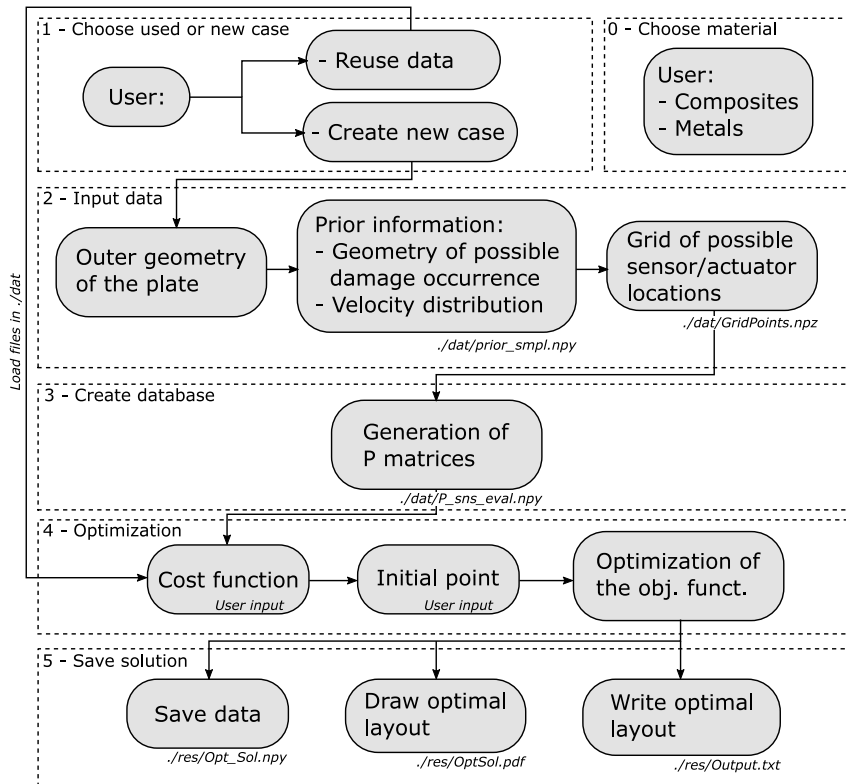 1 - Choose used or new case
- Reuse data
User:
- Create new case
0 - Choose material
User:
- Composites
- Metals
Load files in ./dat
2 - Input data
Outer geometry
of the plate
Prior information:
- Geometry of possible
damage occurrence
- Velocity distribution
./dat/prior_smpl.npy
Grid of possible
sensor/actuator
locations
./dat/GridPoints.npz
3 - Create database
Generation of
P matrices
./dat/P_sns_eval.npy
4 - Optimization
Cost function
User input
Initial point
User input
Optimization of
the obj. funct.
5 - Save solution
Save data
./res/Opt_Sol.npy
Draw optimal
layout
./res/OptSol.pdf
Write optimal
layout
./res/Output.txt